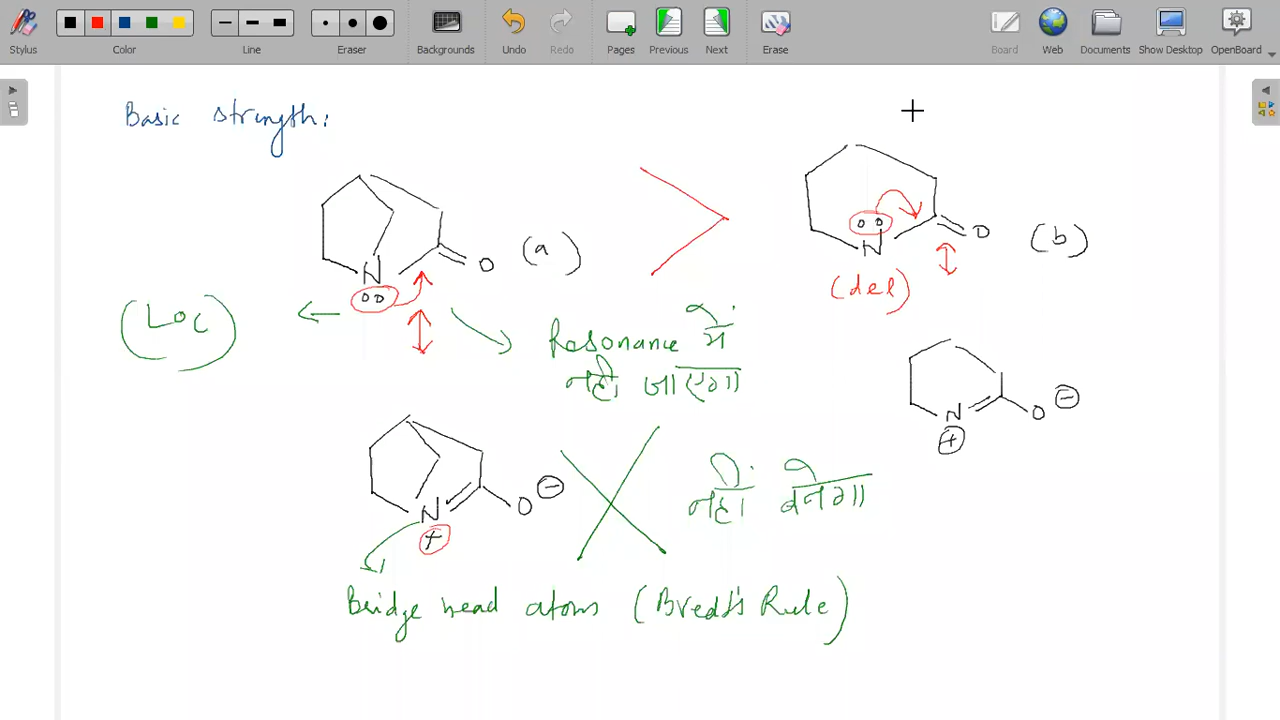 Stylus Color Line Eraser Backgrounds Undo Redo Pages Previous Next Erase Board Web Documents Show Desktop OpenBoard
Basic strength:
N
O
(a)
N
O
(b)
(del)
(Loc)
Resonance में
नहीं जाएगा
N
+
O
-
N
+
O
-
नहीं बनेगा
Bridge head atoms (Bredt's Rule)